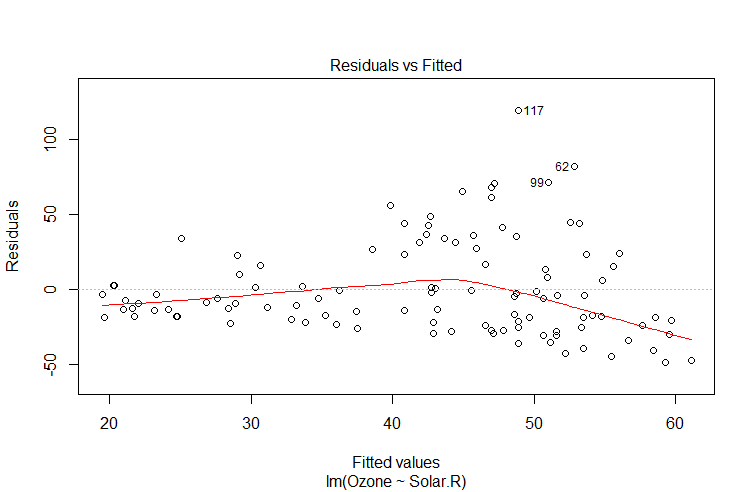 Residuals vs Fitted
117
62
99
100
50
0
-50
Residuals
20 30 40 50 60
Fitted values
lm(Ozone ~ Solar.R)